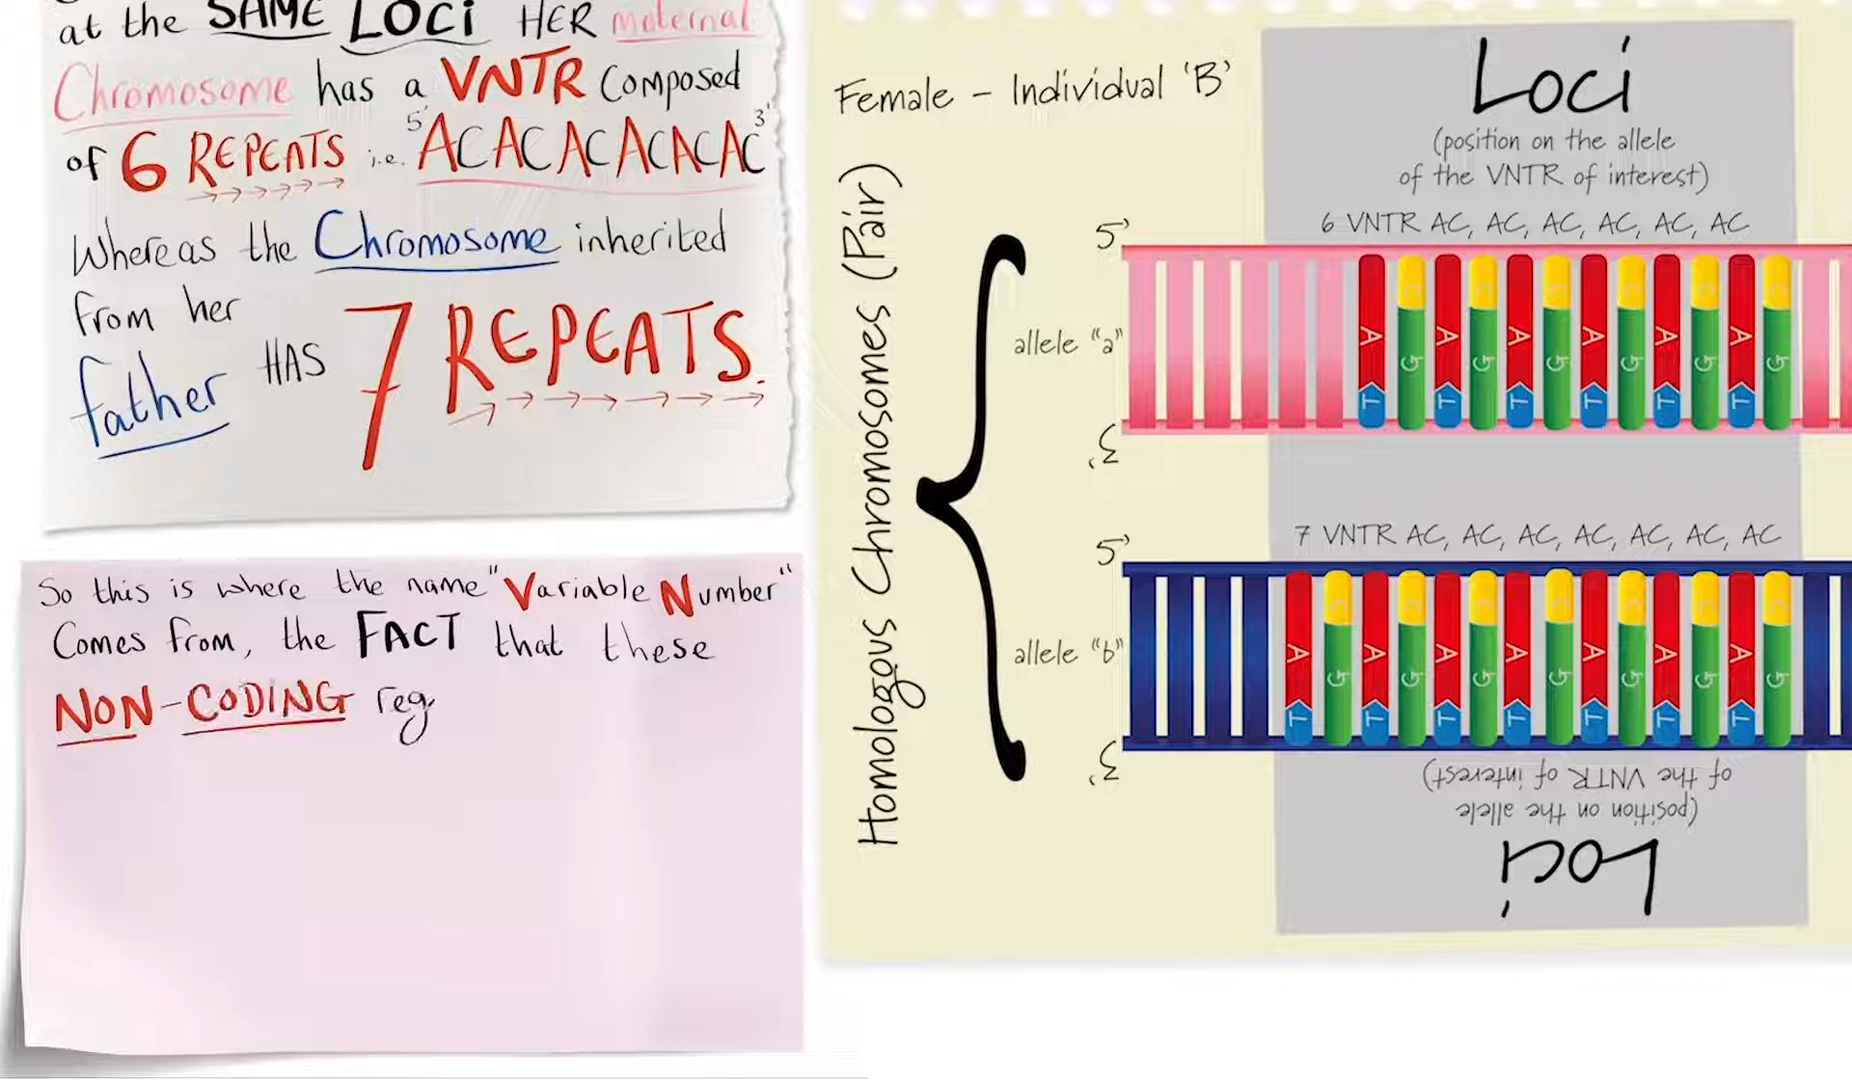 at the SAME LOCi HER maternal
Chromosome has a VNTR Composed
of 6 REPEATS i.e. 5' ACACACACACAC 3'
Whereas the Chromosome inherited
from her
father HAS 7 REPEATS.
So this is where the name "Variable Number"
Comes from, the FACT that these
NON-CODING reg
Female - Individual 'B'
Homologous Chromosomes (Pair)
Loci
(position on the allele
of the VNTR of interest)
6 VNTR AC, AC, AC, AC, AC, AC
5'
allele "a"
A G A G A G A G A G A G
T T T T T T
3'
7 VNTR AC, AC, AC, AC, AC, AC, AC
5'
allele "b"
A G A G A G A G A G A G A G
T T T T T T T
3'
Loci
(position on the allele
of the VNTR of interest)